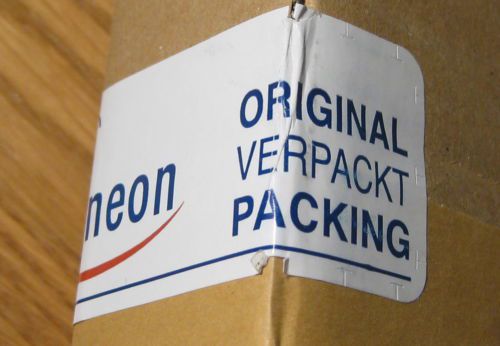 neon
ORIGINAL
VERPACKT
PACKING